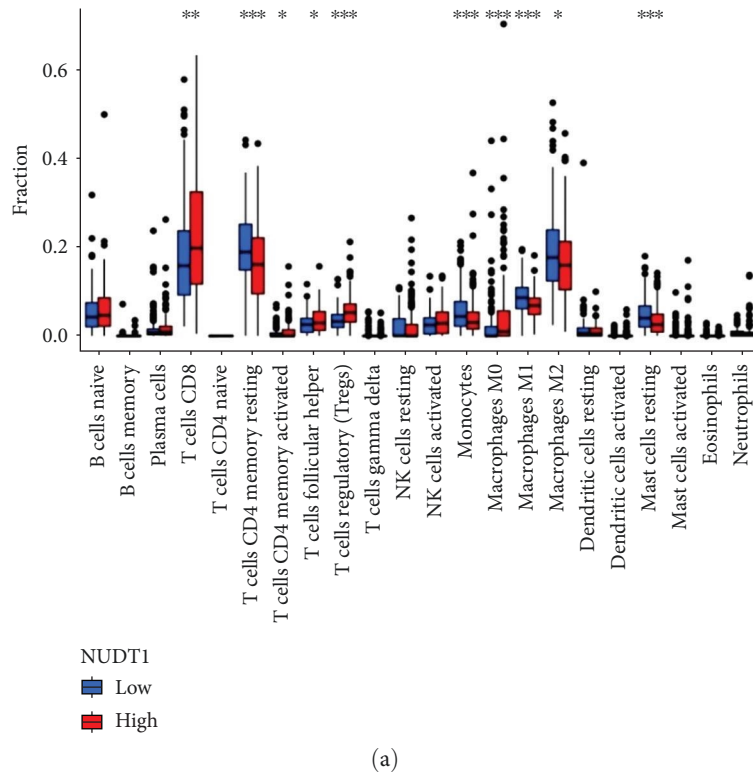 ** *** * * *** *** *** *** * ***
Fraction
0.6
0.4
0.2
0.0
B cells naive
B cells memory
Plasma cells
T cells CD8
T cells CD4 naive
T cells CD4 memory resting
T cells CD4 memory activated
T cells follicular helper
T cells regulatory (Tregs)
T cells gamma delta
NK cells resting
NK cells activated
Monocytes
Macrophages M0
Macrophages M1
Macrophages M2
Dendritic cells resting
Dendritic cells activated
Mast cells resting
Mast cells activated
Eosinophils
Neutrophils
NUDT1
Low
High
(a)